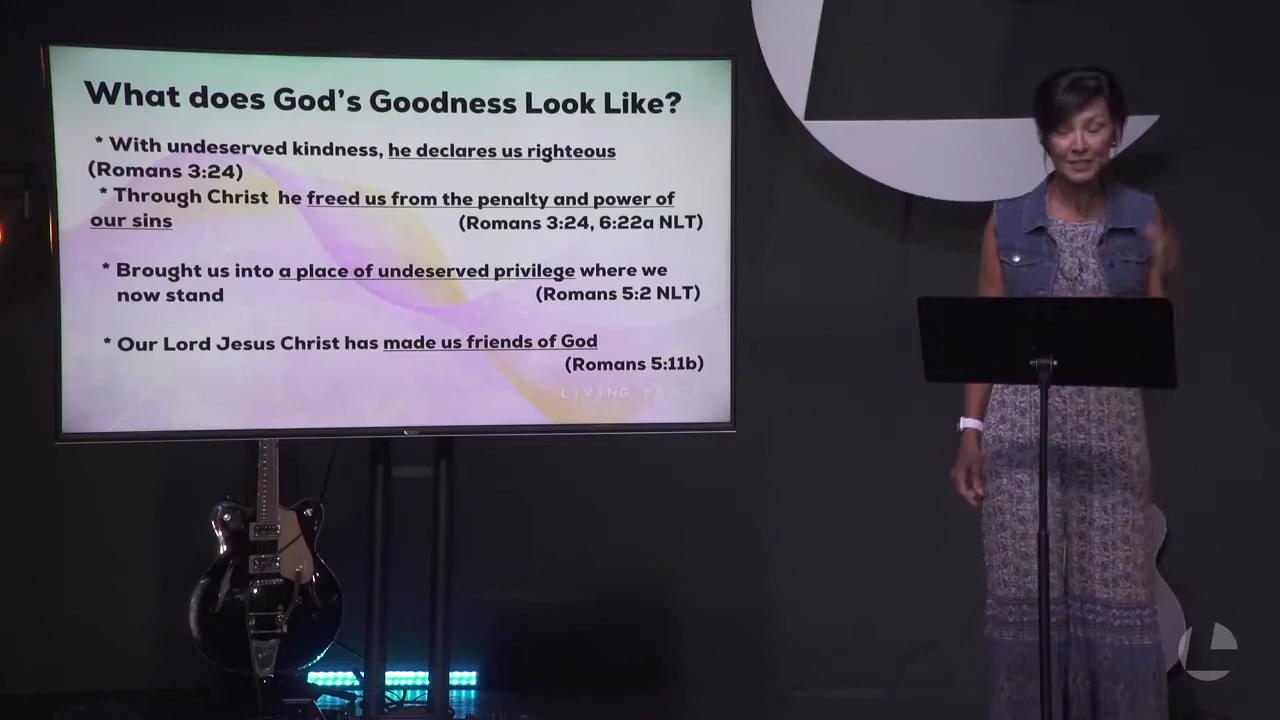 What does God's Goodness Look Like?
* With undeserved kindness, he declares us righteous
(Romans 3:24)
* Through Christ he freed us from the penalty and power of
our sins (Romans 3:24, 6:22a NLT)
* Brought us into a place of undeserved privilege where we
now stand (Romans 5:2 NLT)
* Our Lord Jesus Christ has made us friends of God
(Romans 5:11b)
LIVING PROOF